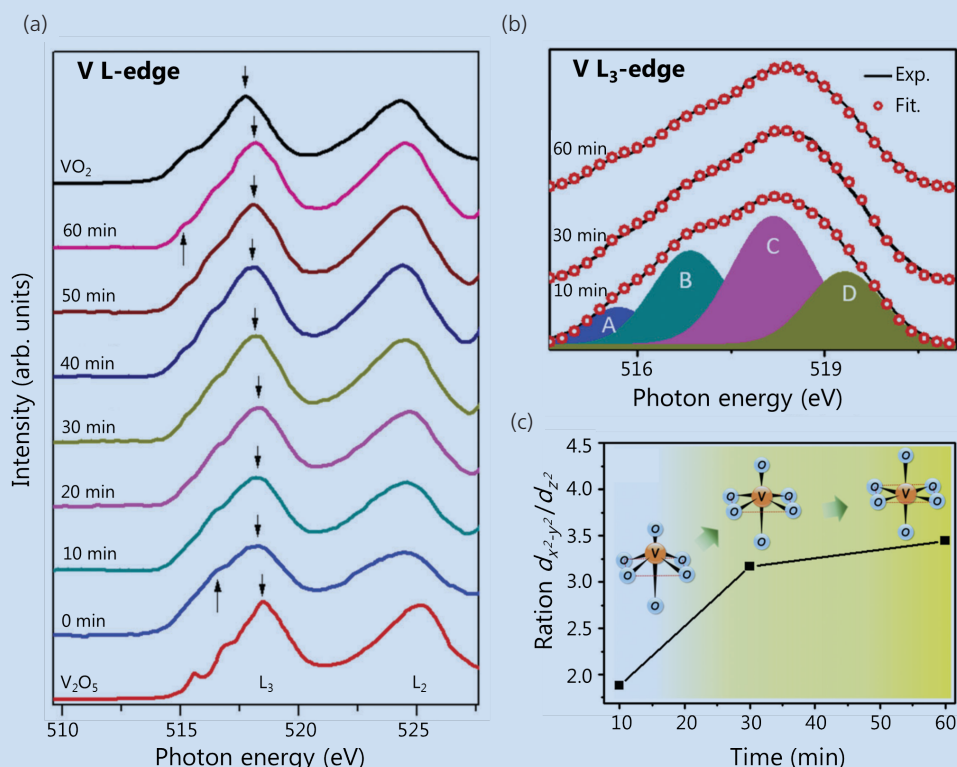 (a)
V L-edge
VO2
60 min
50 min
40 min
30 min
20 min
10 min
0 min
V2O5
L3
L2
510
515
520
525
Photon energy (eV)
Intensity (arb. units)
(b)
V L3-edge
Exp.
Fit.
60 min
30 min
10 min
A
B
C
D
516
519
Photon energy (eV)
(c)
4.5
4.0
3.5
3.0
2.5
2.0
Ration dx2-y2/dz2
V
O
O
O
O
O
O
V
O
O
O
O
O
O
V
O
O
O
O
O
O
10
20
30
40
50
60
Time (min)